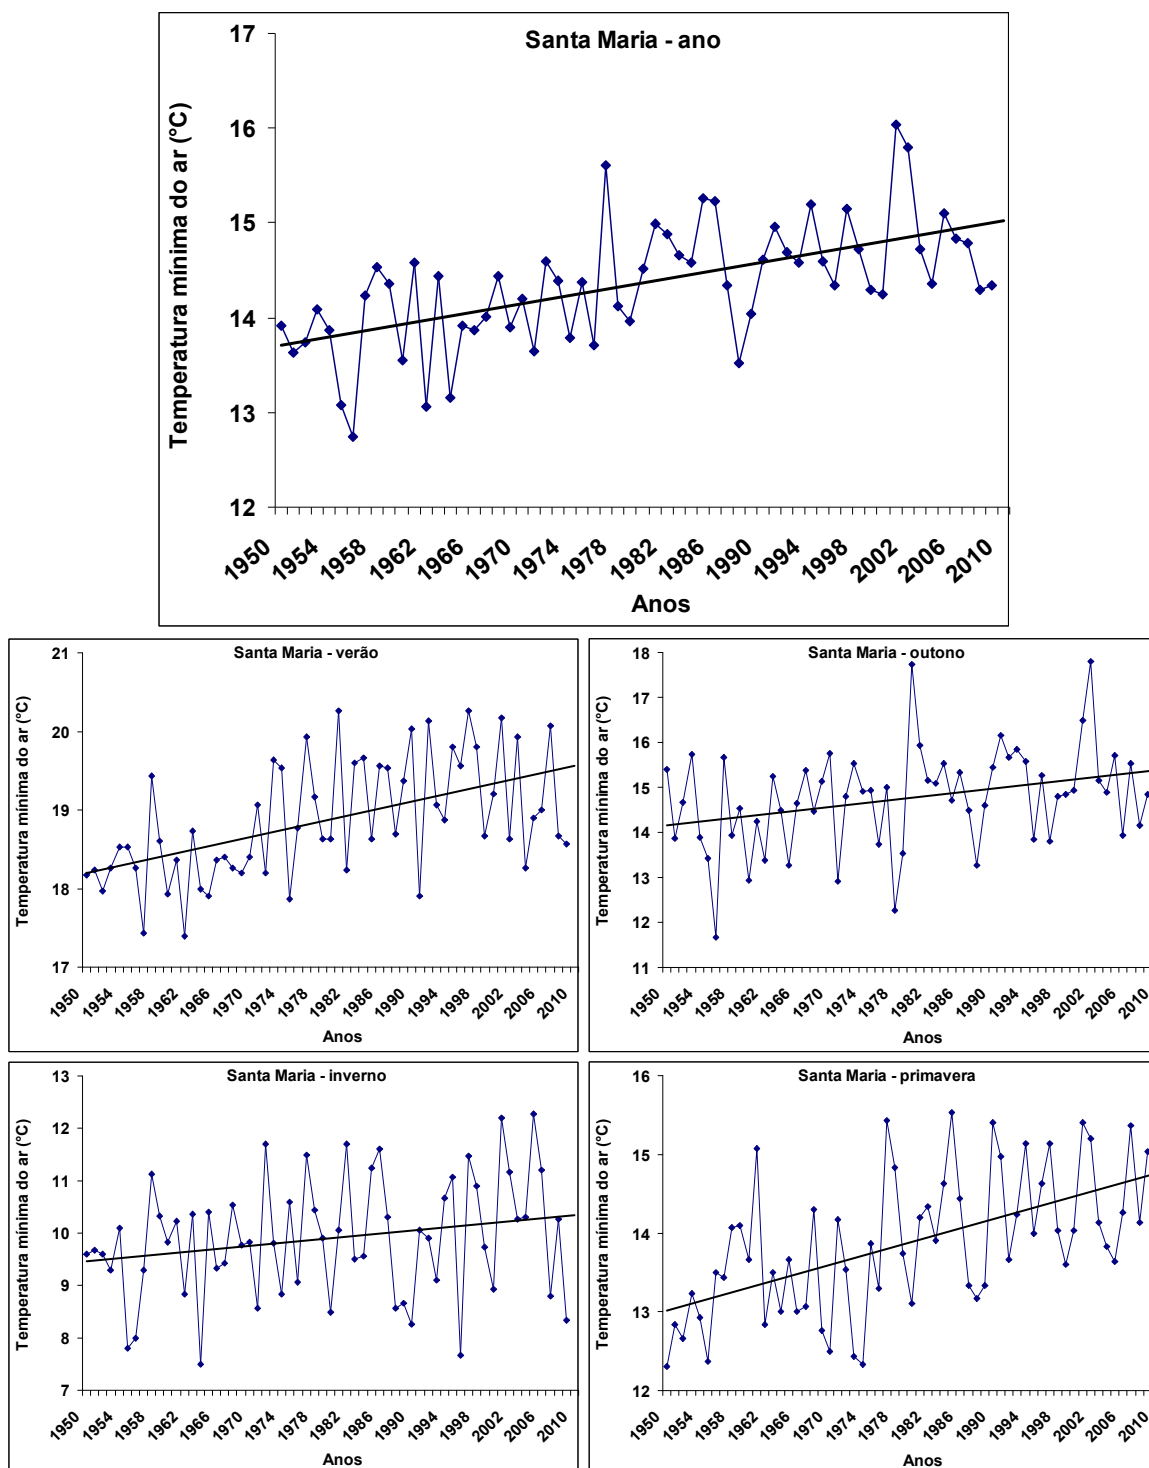 Santa Maria - ano
Temperatura mínima do ar (°C)
17
16
15
14
13
12
1950 1954 1958 1962 1966 1970 1974 1978 1982 1986 1990 1994 1998 2002 2006 2010
Anos
Santa Maria - verão
Temperatura mínima do ar (°C)
21
20
19
18
17
1950 1954 1958 1962 1966 1970 1974 1978 1982 1986 1990 1994 1998 2002 2006 2010
Anos
Santa Maria - outono
Temperatura mínima do ar (°C)
18
17
16
15
14
13
12
11
1950 1954 1958 1962 1966 1970 1974 1978 1982 1986 1990 1994 1998 2002 2006 2010
Anos
Santa Maria - inverno
Temperatura mínima do ar (°C)
13
12
11
10
9
8
7
1950 1954 1958 1962 1966 1970 1974 1978 1982 1986 1990 1994 1998 2002 2006 2010
Anos
Santa Maria - primavera
Temperatura mínima do ar (°C)
16
15
14
13
12
1950 1954 1958 1962 1966 1970 1974 1978 1982 1986 1990 1994 1998 2002 2006 2010
Anos